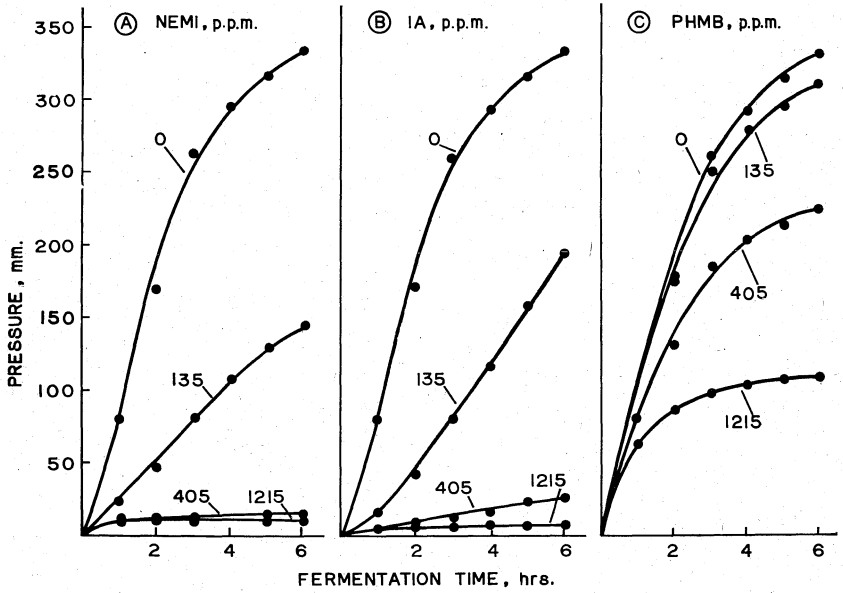 Ⓐ NEMI, p.p.m.
Ⓑ IA, p.p.m.
Ⓒ PHMB, p.p.m.
PRESSURE, mm.
350
300
250
200
150
100
50
0
135
405
1215
0
135
405
1215
0
135
405
1215
2 4 6
2 4 6
2 4 6
FERMENTATION TIME, hrs.